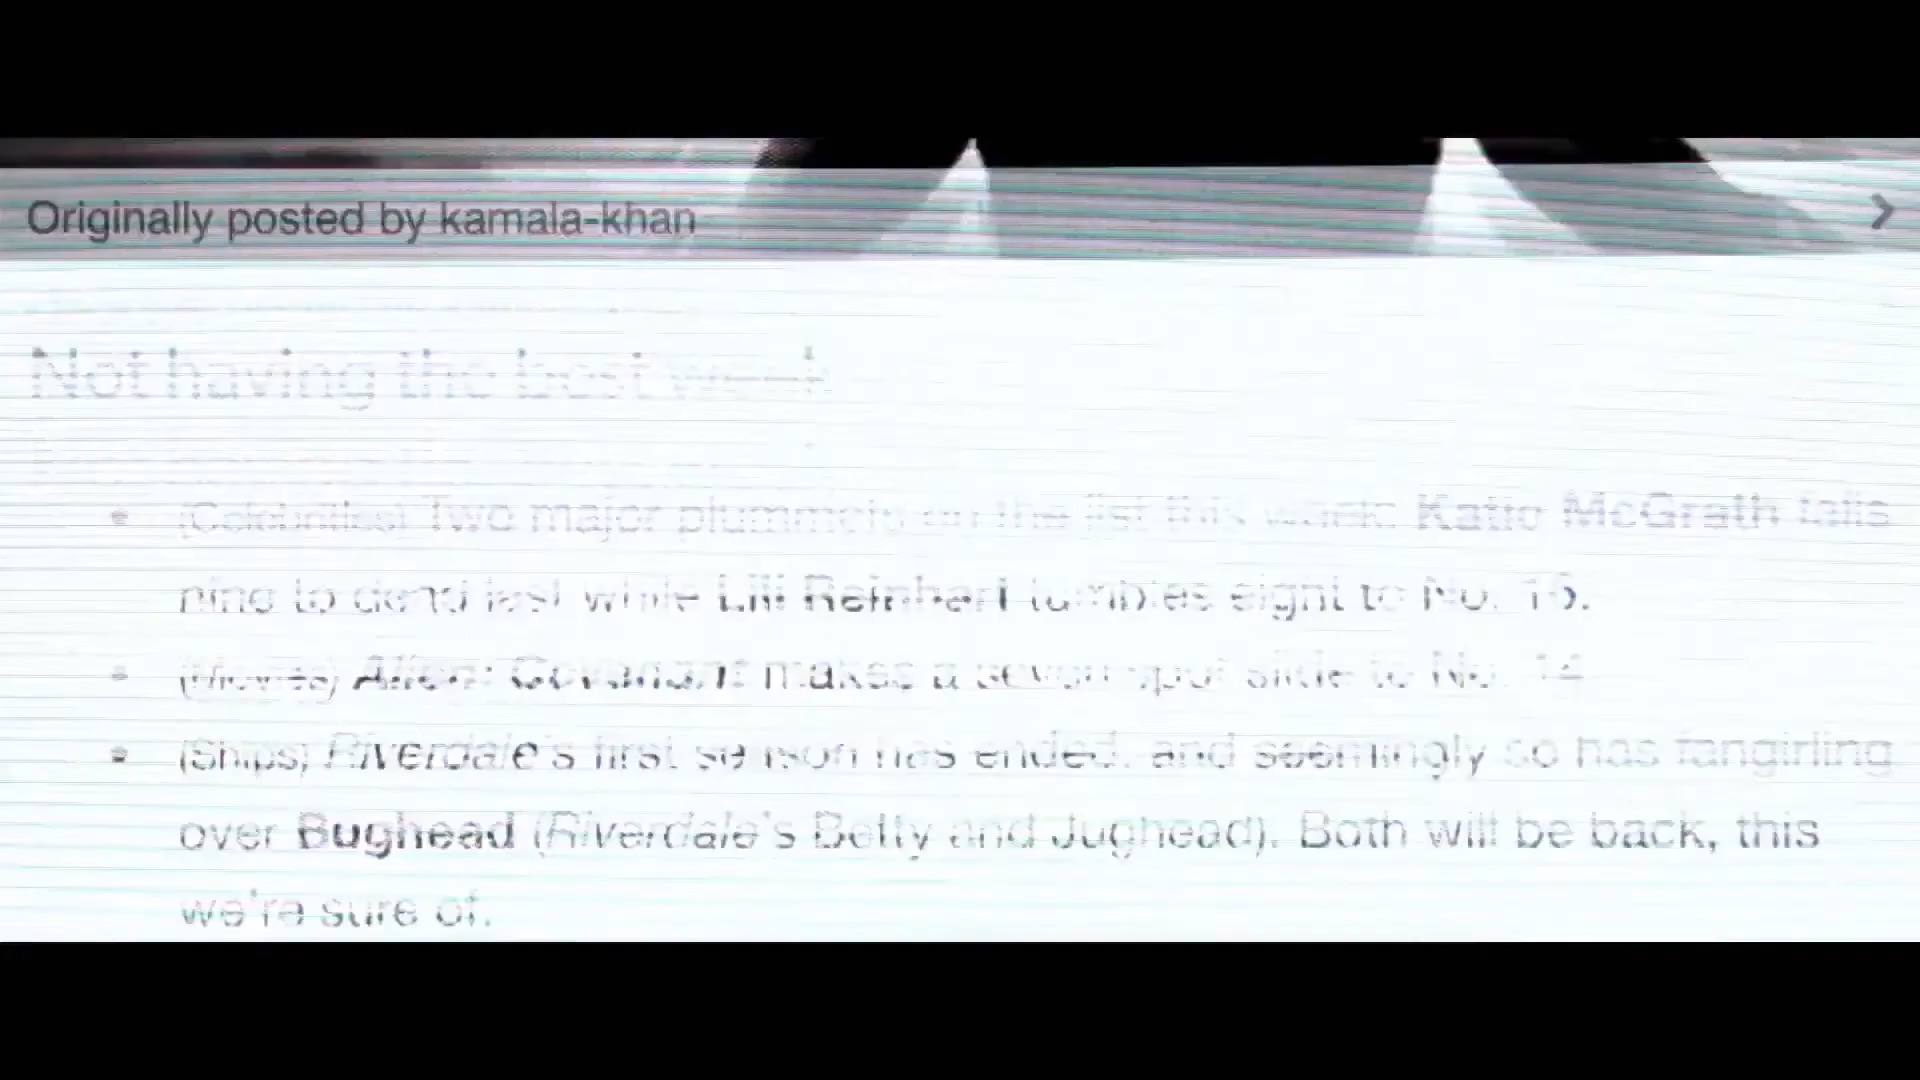 Originally posted by kamala-khan
Not having the best week
(Celebrities) Two major plummets on the list this week: Katie McGrath falls
nine to dead last while Lili Reinhart tumbles eight to No.
(Movies) Alien: Covenant makes a seven spot slide to No. 14
(Ships) Riverdale's first season has ended, and seemingly so has fangirling
over Bughead (Riverdale's Betty and Jughead). Both will be back, this
we're sure of.